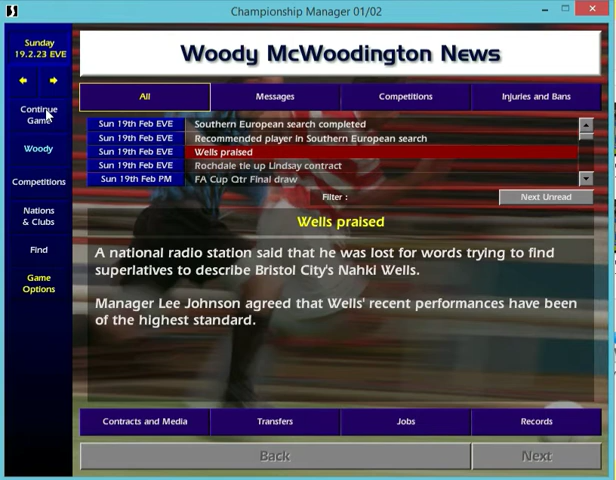 Championship Manager 01/02
Sunday
19.2.23 EVE
Woody McWoodington News
Continue
Game
Woody
Competitions
Nations
& Clubs
Find
Game
Options
All
Messages
Competitions
Injuries and Bans
Sun 19th Feb EVE Southern European search completed
Sun 19th Feb EVE Recommended player in Southern European search
Sun 19th Feb EVE Wells praised
Sun 19th Feb EVE Rochdale tie up Lindsay contract
Sun 19th Feb PM FA Cup Qtr Final draw
Filter :
Next Unread
Wells praised
A national radio station said that he was lost for words trying to find
superlatives to describe Bristol City's Nahki Wells.
Manager Lee Johnson agreed that Wells' recent performances have been
of the highest standard.
Contracts and Media
Transfers
Jobs
Records
Back
Next